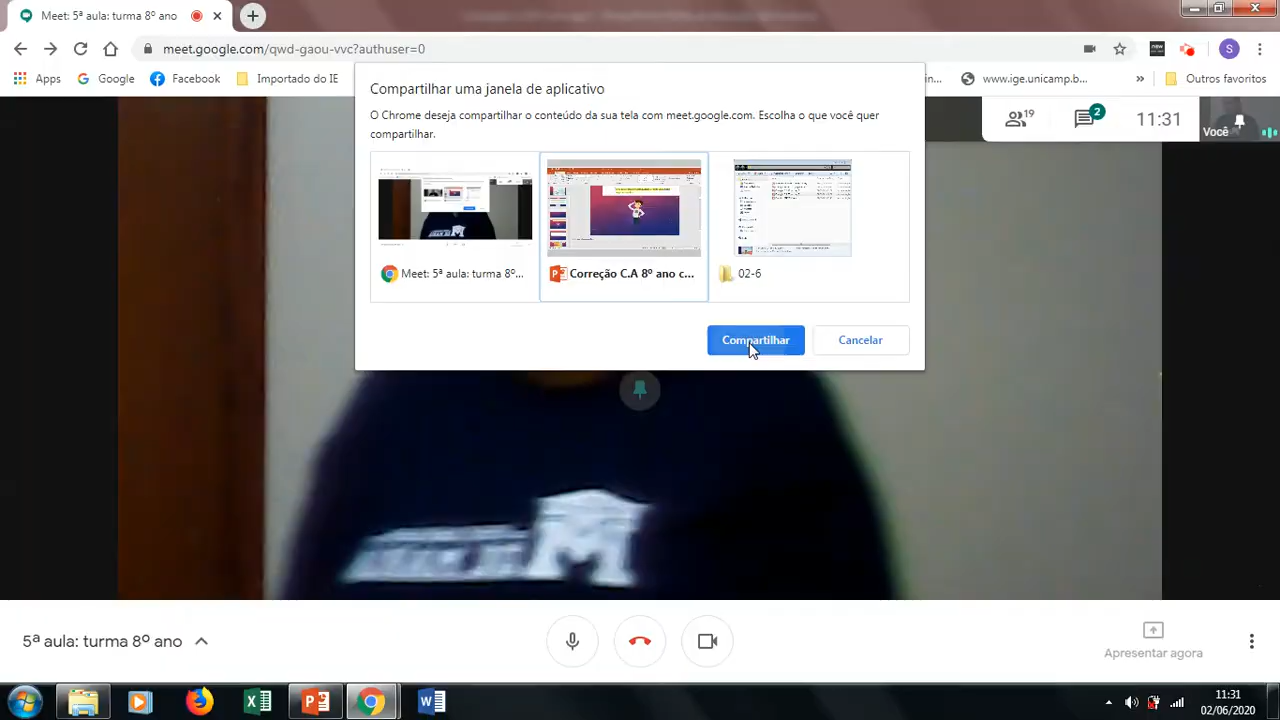 Meet: 5ª aula: turma 8º ano
meet.google.com/qwd-gaou-vvc?authuser=0
Apps
Google
Facebook
Importado do IE
in...
www.ige.unicamp.b...
»
Outros favoritos
new
S
Compartilhar uma janela de aplicativo
O Chrome deseja compartilhar o conteúdo da sua tela com meet.google.com. Escolha o que você quer
compartilhar.
Meet: 5ª aula: turma 8º...
Correção C.A 8º ano c...
02-6
Compartilhar
Cancelar
19
2
11:31
Você
M
5ª aula: turma 8º ano
Apresentar agora
11:31
02/06/2020